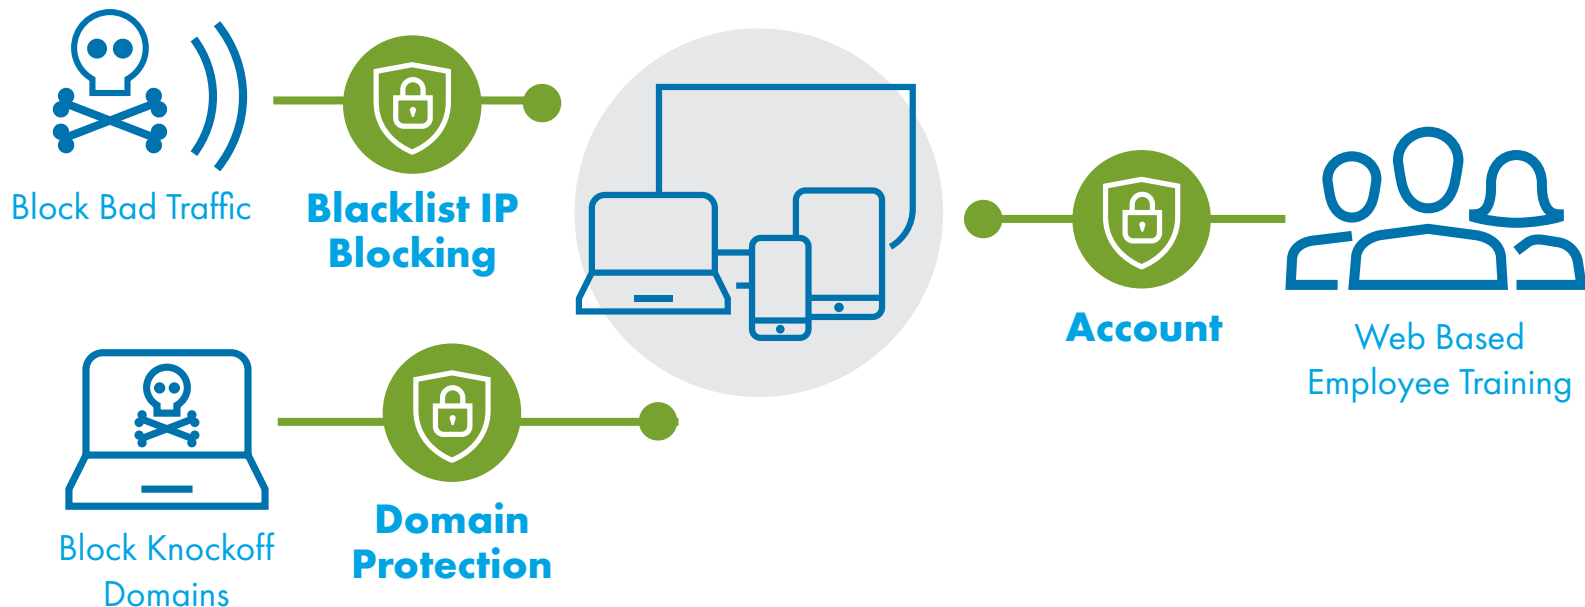 Block Bad Traffic
Blacklist IP
Blocking
Account
Web Based
Employee Training
Block Knockoff
Domains
Domain
Protection